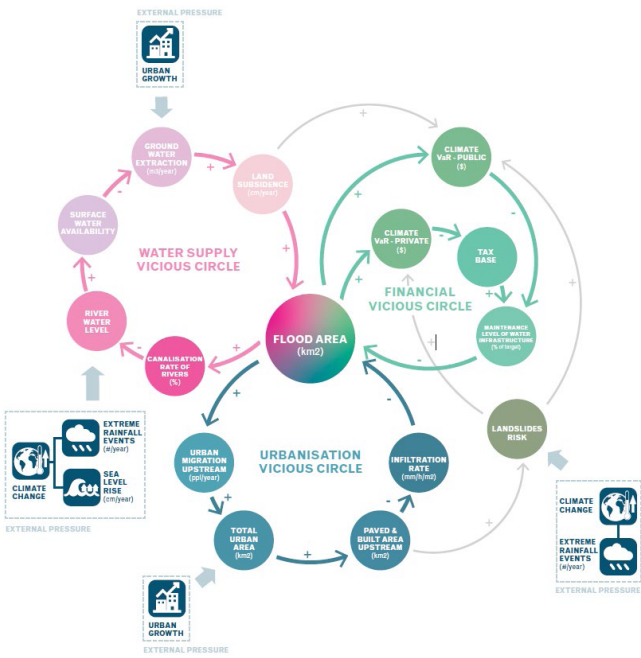 EXTERNAL PRESSURE
URBAN
GROWTH
GROUND
WATER
EXTRACTION
(m3/year)
+
LAND
SUBSIDENCE
(cm/year)
+
CLIMATE
VaR - PUBLIC
($)
-
SURFACE
WATER
AVAILABILITY
WATER SUPPLY
VICIOUS CIRCLE
+
+
+
CLIMATE
VaR - PRIVATE
($)
-
TAX
BASE
-
+
FINANCIAL
VICIOUS CIRCLE
+
+
+
RIVER
WATER
LEVEL
-
CANALISATION
RATE OF
RIVERS
(%)
+
FLOOD AREA
(km2)
-
MAINTENANCE
LEVEL OF WATER
INFRASTRUCTURE
(% of target)
+
+
-
EXTREME
RAINFALL
EVENTS
(#/year)
CLIMATE
CHANGE
SEA
LEVEL
RISE
(cm/year)
EXTERNAL PRESSURE
URBAN
MIGRATION
UPSTREAM
(ppl/year)
URBANISATION
VICIOUS CIRCLE
INFILTRATION
RATE
(mm/h/m2)
LANDSLIDES
RISK
+
-
TOTAL
URBAN
AREA
(km2)
+
PAVED &
BUILT AREA
UPSTREAM
(km2)
+
CLIMATE
CHANGE
EXTREME
RAINFALL
EVENTS
(#/year)
EXTERNAL PRESSURE
URBAN
GROWTH
EXTERNAL PRESSURE